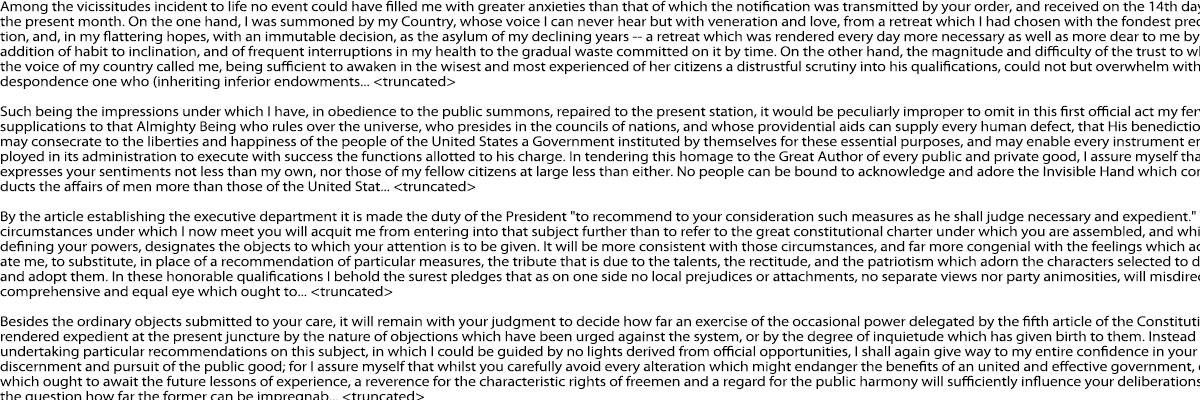 Among the vicissitudes incident to life no event could have filled me with greater anxieties than that of which the notification was transmitted by your order, and received on the 14th day
the present month. On the one hand, I was summoned by my Country, whose voice I can never hear but with veneration and love, from a retreat which I had chosen with the fondest pre
tion, and, in my flattering hopes, with an immutable decision, as the asylum of my declining years -- a retreat which was rendered every day more necessary as well as more dear to me by
addition of habit to inclination, and of frequent interruptions in my health to the gradual waste committed on it by time. On the other hand, the magnitude and difficulty of the trust to w
the voice of my country called me, being sufficient to awaken in the wisest and most experienced of her citizens a distrustful scrutiny into his qualifications, could not but overwhelm with
despondence one who (inheriting inferior endowments... <truncated>

Such being the impressions under which I have, in obedience to the public summons, repaired to the present station, it would be peculiarly improper to omit in this first official act my fer
supplications to that Almighty Being who rules over the universe, who presides in the councils of nations, and whose providential aids can supply every human defect, that His benedictio
may consecrate to the liberties and happiness of the people of the United States a Government instituted by themselves for these essential purposes, and may enable every instrument e
ployed in its administration to execute with success the functions allotted to his charge. In tendering this homage to the Great Author of every public and private good, I assure myself tha
expresses your sentiments not less than my own, nor those of my fellow citizens at large less than either. No people can be bound to acknowledge and adore the Invisible Hand which con
ducts the affairs of men more than those of the United Stat... <truncated>

By the article establishing the executive department it is made the duty of the President "to recommend to your consideration such measures as he shall judge necessary and expedient."
circumstances under which I now meet you will acquit me from entering into that subject further than to refer to the great constitutional charter under which you are assembled, and whi
defining your powers, designates the objects to which your attention is to be given. It will be more consistent with those circumstances, and far more congenial with the feelings which ac
ate me, to substitute, in place of a recommendation of particular measures, the tribute that is due to the talents, the rectitude, and the patriotism which adorn the characters selected to d
and adopt them. In these honorable qualifications I behold the surest pledges that as on one side no local prejudices or attachments, no separate views nor party animosities, will misdire
comprehensive and equal eye which ought to... <truncated>

Besides the ordinary objects submitted to your care, it will remain with your judgment to decide how far an exercise of the occasional power delegated by the fifth article of the Constituti
rendered expedient at the present juncture by the nature of objections which have been urged against the system, or by the degree of inquietude which has given birth to them. Instead
undertaking particular recommendations on this subject, in which I could be guided by no lights derived from official opportunities, I shall again give way to my entire confidence in your
discernment and pursuit of the public good; for I assure myself that whilst you carefully avoid every alteration which might endanger the benefits of an united and effective government,
which ought to await the future lessons of experience, a reverence for the characteristic rights of freemen and a regard for the public harmony will sufficiently influence your deliberations
the question how far the former can be impregnab... <truncated>